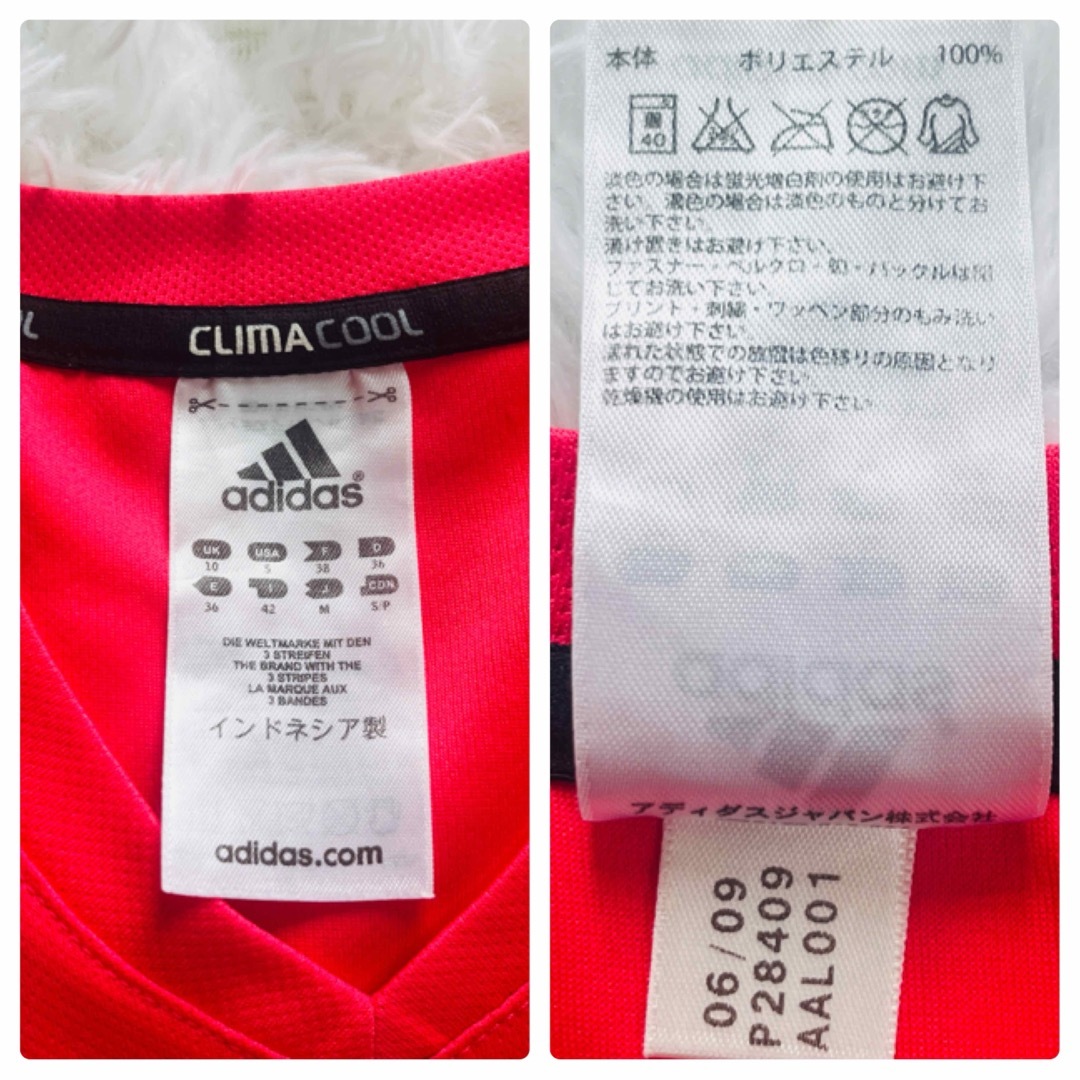 CLIMACOOL
adidas®
UK USA F D
10 S 38 36
E I J CDN
36 42 M S/P
DIE WELTMARKE MIT DEN
3 STREIFEN
THE BRAND WITH THE
3 STRIPES
LA MARQUE AUX
3 BANDES
インドネシア製
adidas.com
本体 ポリエステル 100%
40
淡色の場合は蛍光増白剤の使用はお避け下
さい。濃色の場合は淡色のものと分けてお
洗い下さい。
漬け置きはお避け下さい。
ファスナー・ベルクロ・釦・バックルは閉
じてお洗い下さい。
プリント・刺繍・ワッペン部分のもみ洗い
はお避け下さい。
濡れた状態での放置は色移りの原因となり
ますのでお避け下さい。
乾燥機の使用はお避け下さい。
アディダスジャパン株式会社
06/09
P28409
AAL001